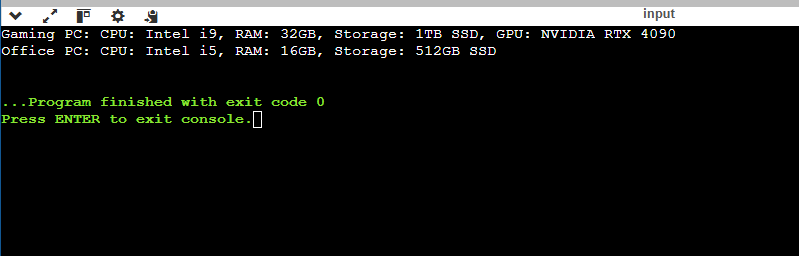 input
Gaming PC: CPU: Intel i9, RAM: 32GB, Storage: 1TB SSD, GPU: NVIDIA RTX 4090
Office PC: CPU: Intel i5, RAM: 16GB, Storage: 512GB SSD
...Program finished with exit code 0
Press ENTER to exit console.